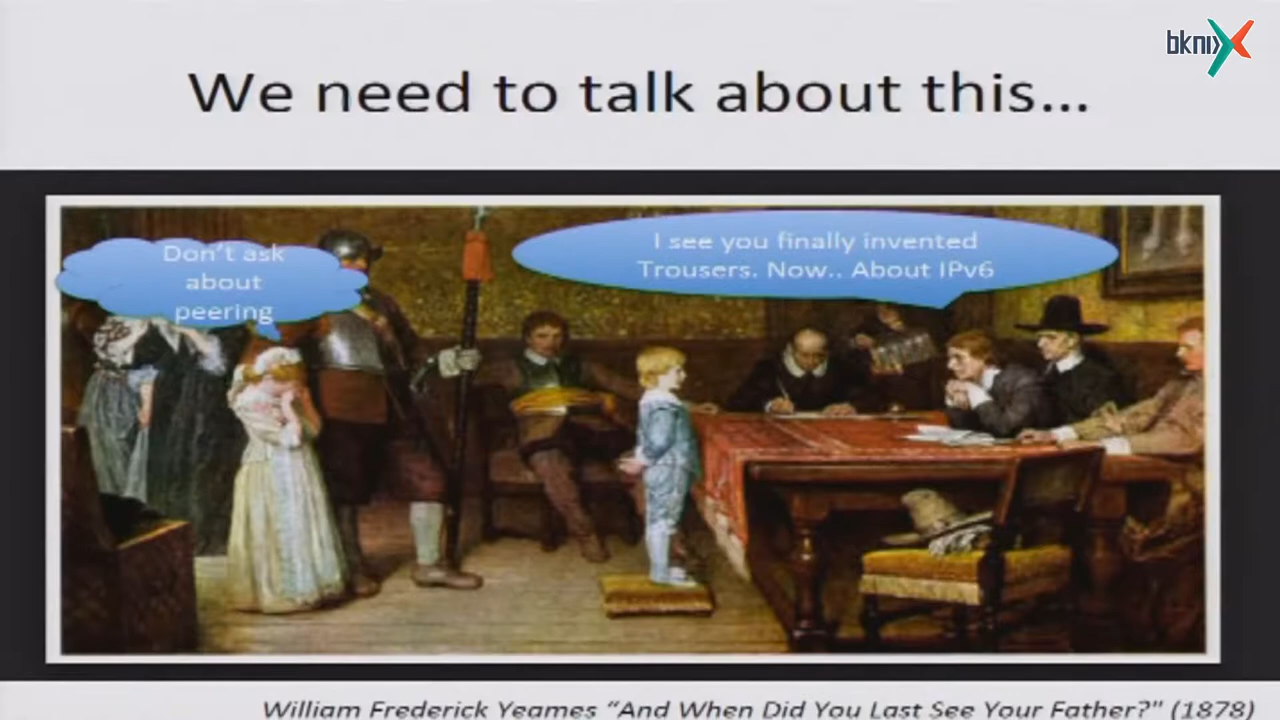 bknix
We need to talk about this...
Don't ask
about
peering
I see you finally invented
Trousers. Now.. About IPv6
William Frederick Yeames “And When Did You Last See Your Father?" (1878)